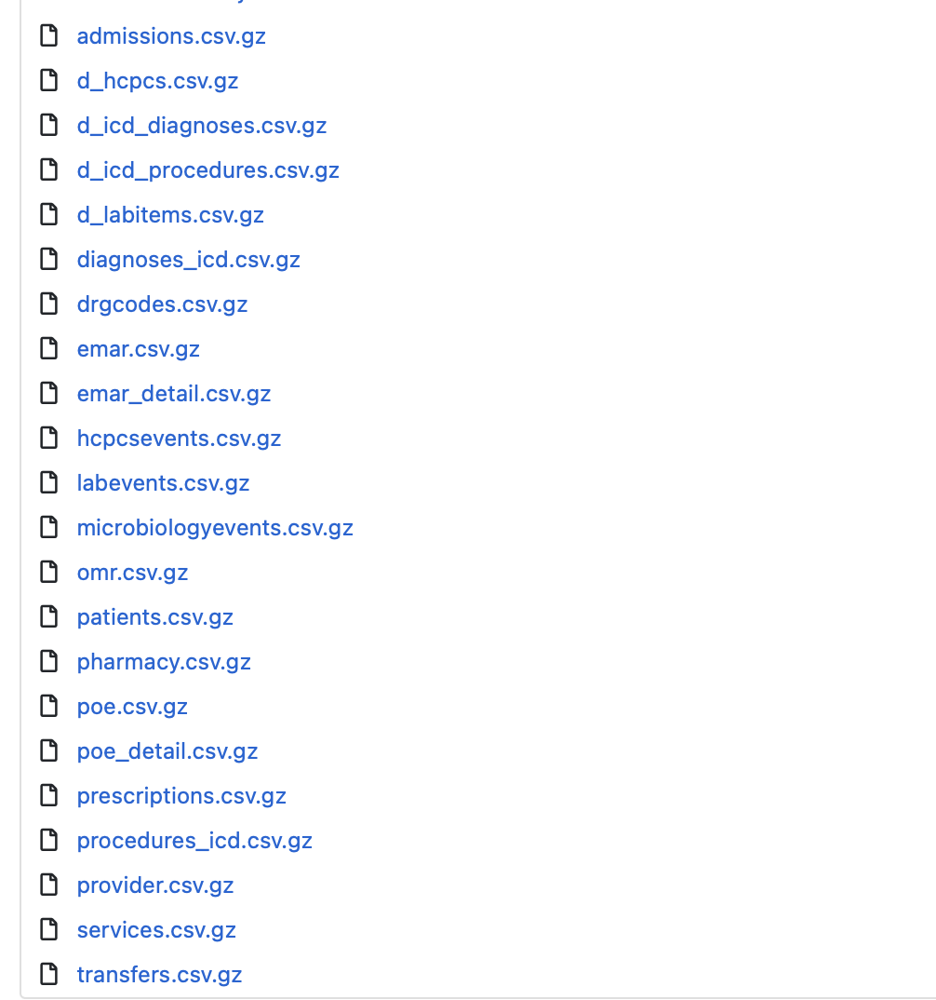 admissions.csv.gz
d_hcpcs.csv.gz
d_icd_diagnoses.csv.gz
d_icd_procedures.csv.gz
d_labitems.csv.gz
diagnoses_icd.csv.gz
drgcodes.csv.gz
emar.csv.gz
emar_detail.csv.gz
hcpcsevents.csv.gz
labevents.csv.gz
microbiologyevents.csv.gz
omr.csv.gz
patients.csv.gz
pharmacy.csv.gz
poe.csv.gz
poe_detail.csv.gz
prescriptions.csv.gz
procedures_icd.csv.gz
provider.csv.gz
services.csv.gz
transfers.csv.gz